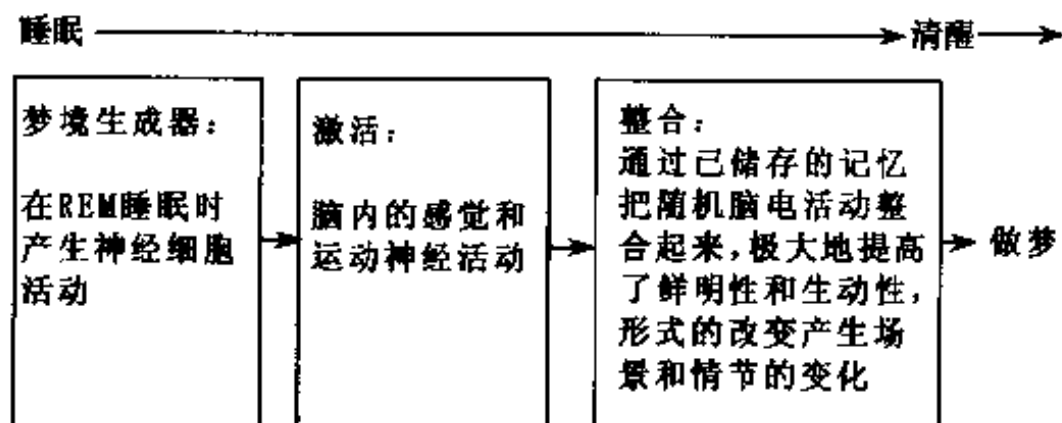 睡眠
清醒
梦境生成器：
在REM睡眠时
产生神经细胞
活动
激活：
脑内的感觉和
运动神经活动
整合：
通过已储存的记忆
把随机脑电活动整
合起来，极大地提高
了鲜明性和生动性，
形式的改变产生场
景和情节的变化
做梦